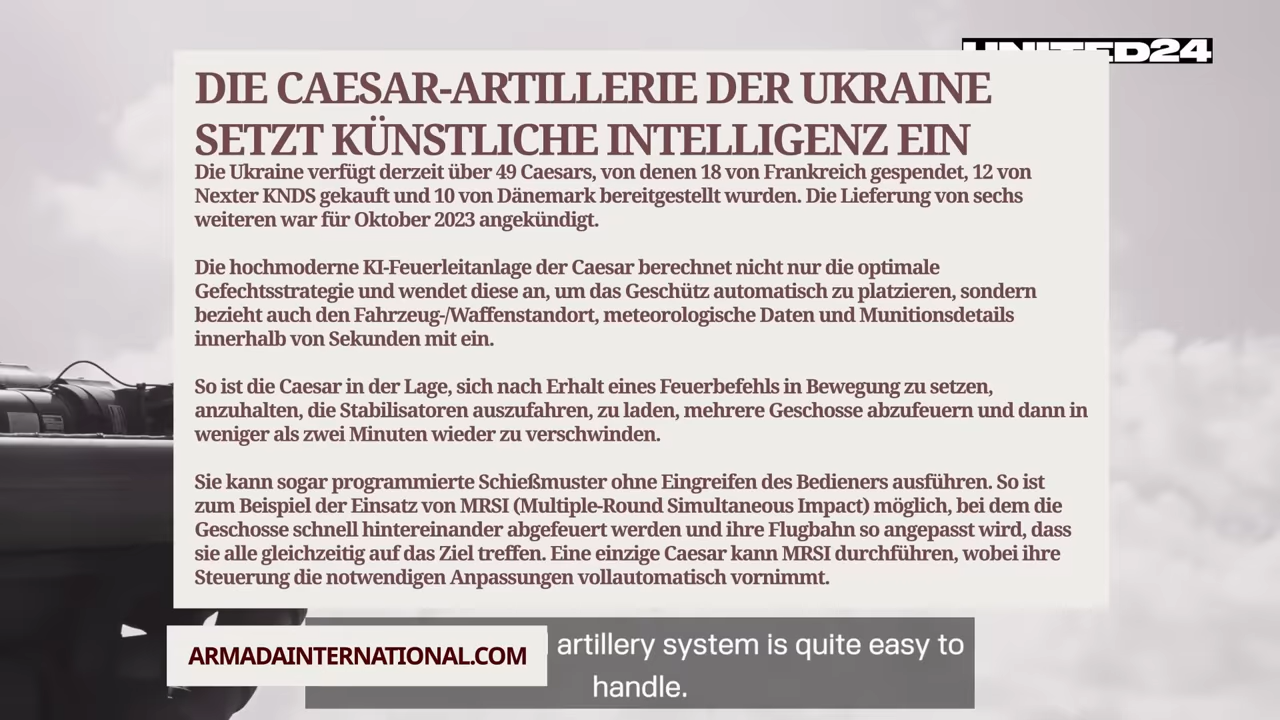 UNITED24
DIE CAESAR-ARTILLERIE DER UKRAINE
SETZT KÜNSTLICHE INTELLIGENZ EIN
Die Ukraine verfügt derzeit über 49 Caesars, von denen 18 von Frankreich gespendet, 12 von
Nexter KNDS gekauft und 10 von Dänemark bereitgestellt wurden. Die Lieferung von sechs
weiteren war für Oktober 2023 angekündigt.
Die hochmoderne KI-Feuerleitanlage der Caesar berechnet nicht nur die optimale
Gefechtsstrategie und wendet diese an, um das Geschütz automatisch zu platzieren, sondern
bezieht auch den Fahrzeug-/Waffenstandort, meteorologische Daten und Munitionsdetails
innerhalb von Sekunden mit ein.
So ist die Caesar in der Lage, sich nach Erhalt eines Feuerbefehls in Bewegung zu setzen,
anzuhalten, die Stabilisatoren auszufahren, zu laden, mehrere Geschosse abzufeuern und dann in
weniger als zwei Minuten wieder zu verschwinden.
Sie kann sogar programmierte Schießmuster ohne Eingreifen des Bedieners ausführen. So ist
zum Beispiel der Einsatz von MRSI (Multiple-Round Simultaneous Impact) möglich, bei dem die
Geschosse schnell hintereinander abgefeuert werden und ihre Flugbahn so angepasst wird, dass
sie alle gleichzeitig auf das Ziel treffen. Eine einzige Caesar kann MRSI durchführen, wobei ihre
Steuerung die notwendigen Anpassungen vollautomatisch vornimmt.
ARMADAINTERNATIONAL.COM
artillery system is quite easy to
handle.